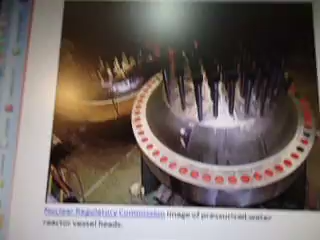 Nuclear Regulatory Commission image of pressurized water
reactor vessel heads.